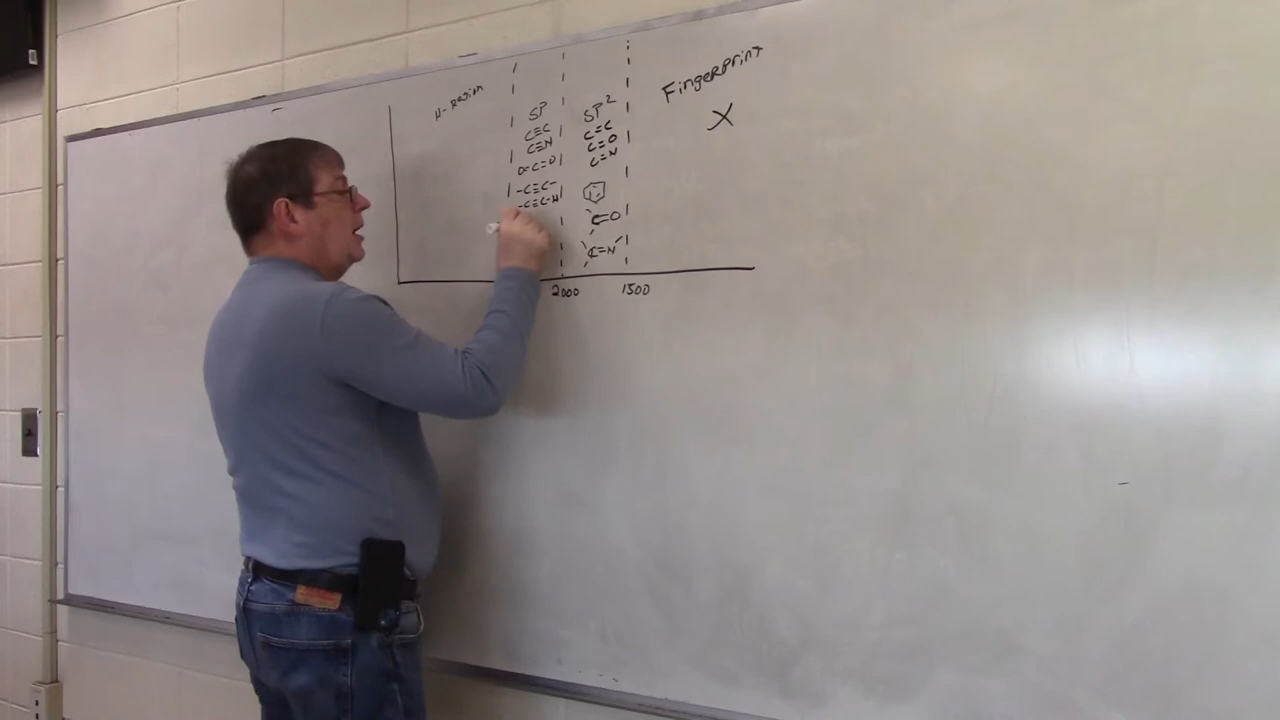 H-Region
SP
C≡C
C≡N
O=C=O
-C≡C-
-C≡C-H
SP²
C=C
C=O
C=N
C=O
C=N
Fingerprint
X
2000
1500